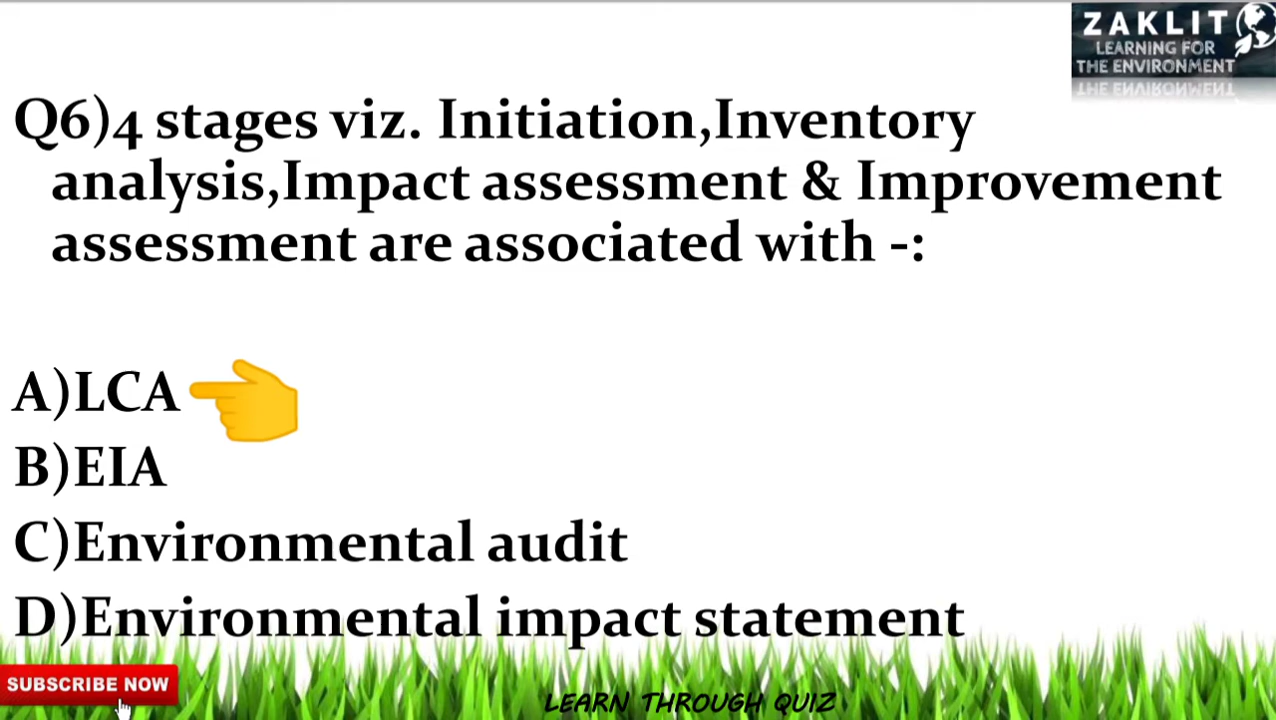 ZAKLIT
LEARNING FOR
THE ENVIRONMENT
Q6)4 stages viz. Initiation,Inventory
analysis,Impact assessment & Improvement
assessment are associated with -:
A)LCA
B)EIA
C)Environmental audit
D)Environmental impact statement
SUBSCRIBE NOW
LEARN THROUGH QUIZ